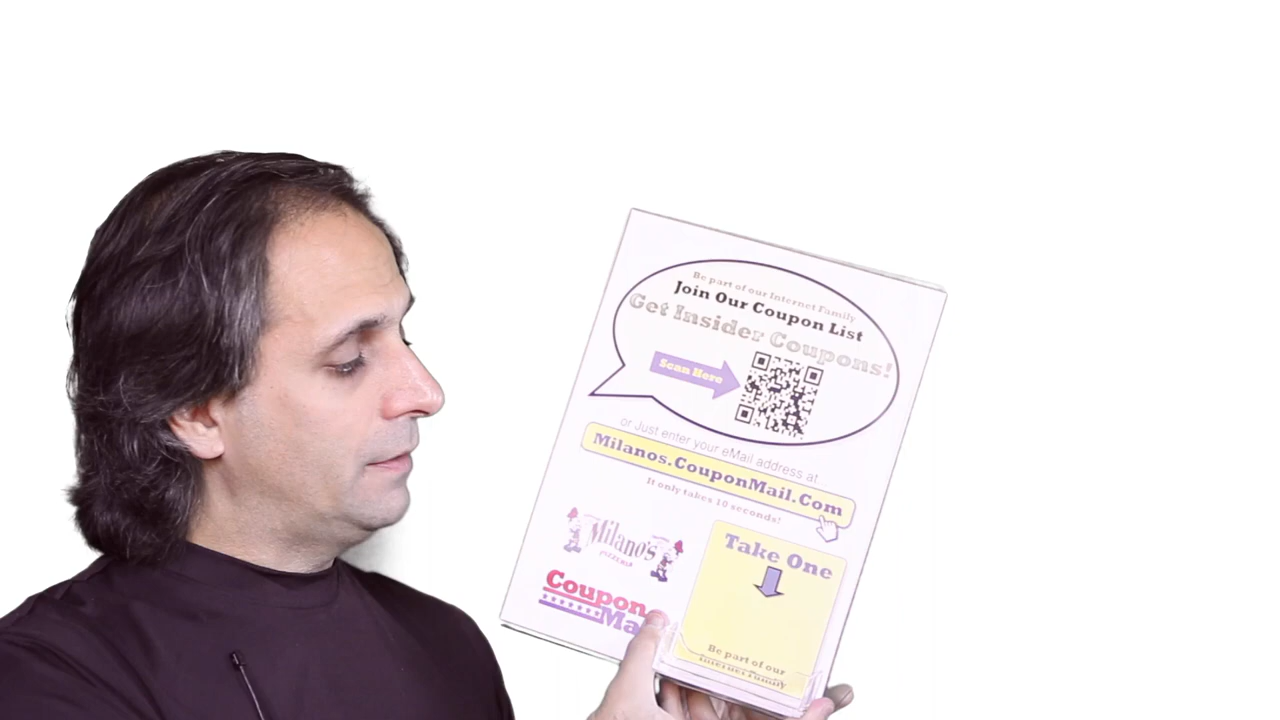 Be part of our Internet Family
Join Our Coupon List
Get Insider Coupons!
Scan Here
or Just enter your eMail address at...
Milanos.CouponMail.Com
It only takes 10 seconds!
Milano's
PIZZERIA
Take One
Coupon
Ma
Be part of our
Internet Family